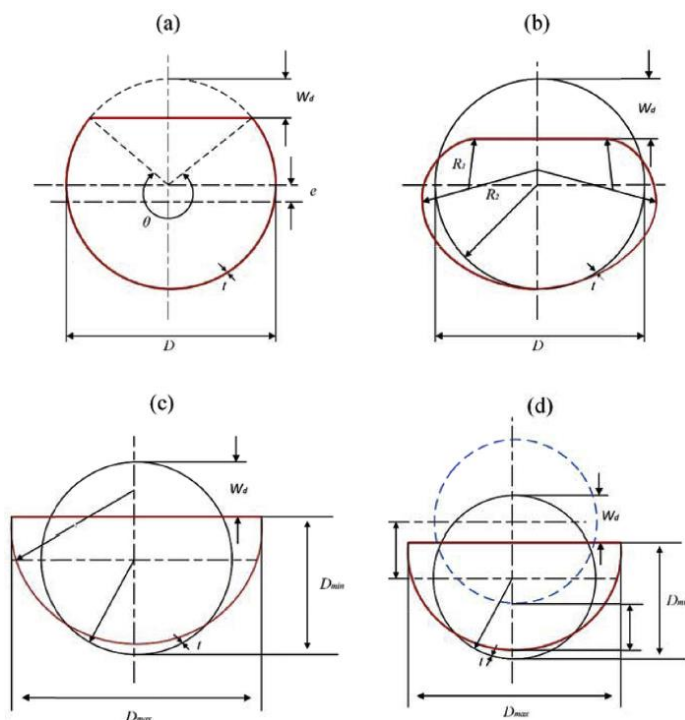 (a)
W_d
e
θ
t
D
(b)
W_d
R_1
R_2
t
D
(c)
W_d
D_min
t
D_max
(d)
W_d
t
D_max